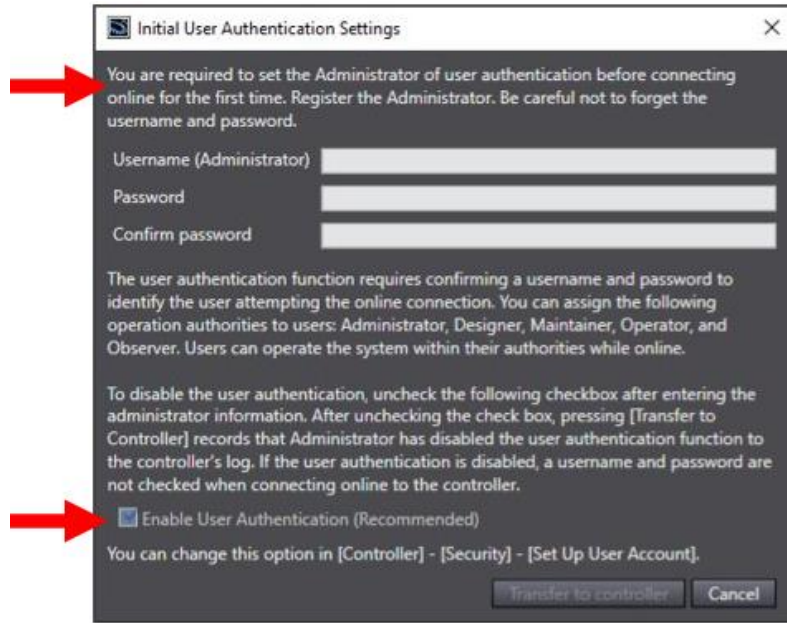 Initial User Authentication Settings
You are required to set the Administrator of user authentication before connecting
online for the first time. Register the Administrator. Be careful not to forget the
username and password.
Username (Administrator)
Password
Confirm password
The user authentication function requires confirming a username and password to
identify the user attempting the online connection. You can assign the following
operation authorities to users: Administrator, Designer, Maintainer, Operator, and
Observer. Users can operate the system within their authorities while online.
To disable the user authentication, uncheck the following checkbox after entering the
administrator information. After unchecking the check box, pressing [Transfer to
Controller] records that Administrator has disabled the user authentication function to
the controller's log. If the user authentication is disabled, a username and password are
not checked when connecting online to the controller.
Enable User Authentication (Recommended)
You can change this option in [Controller] - [Security] - [Set Up User Account].
Transfer to controller Cancel